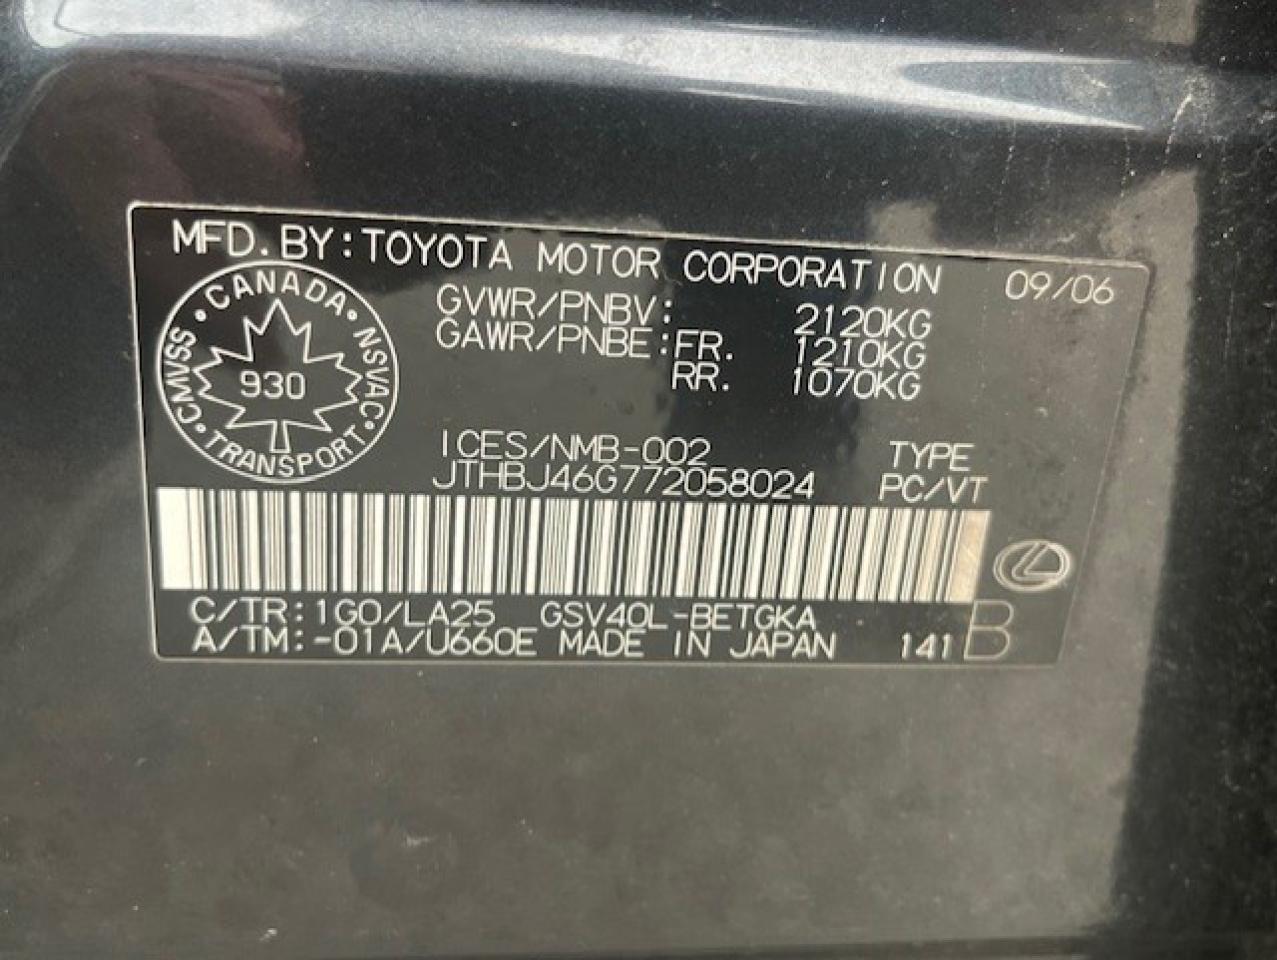 MFD. BY: TOYOTA MOTOR CORPORATION 09/06
CANADA
CMVSS NSVAC
930
TRANSPORT
GVWR/PNBV: 2120KG
GAWR/PNBE: FR. 1210KG
RR. 1070KG
ICES/NMB-002 TYPE
JTHBJ46G772058024 PC/VT
C/TR: 1G0/LA25 GSV40L-BETGKA
A/TM: -01A/U660E MADE IN JAPAN 141 B